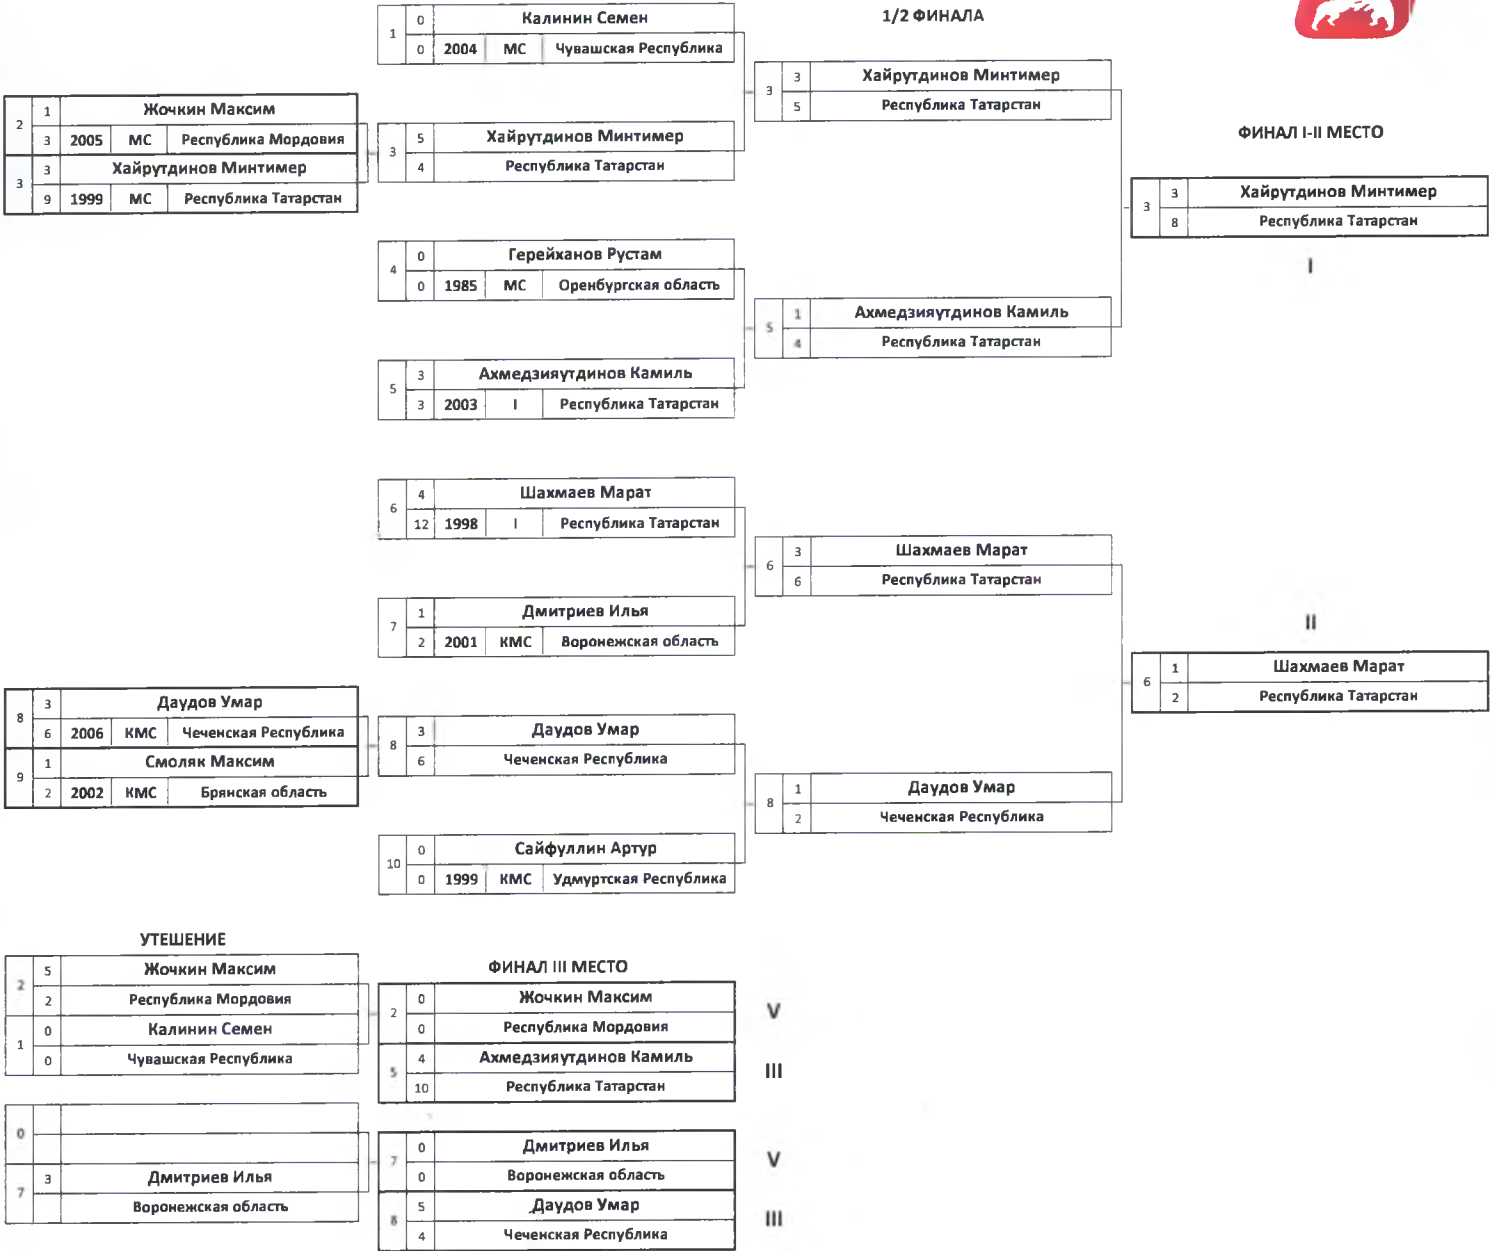 1/2 ФИНАЛА
1 0 Калинин Семен
0 2004 МС Чувашская Республика
3 3 Хайрутдинов Минтимер
5 Республика Татарстан
2 1 Жочкин Максим
3 2005 МС Республика Мордовия
3 3 Хайрутдинов Минтимер
9 1999 МС Республика Татарстан
3 5 Хайрутдинов Минтимер
4 Республика Татарстан
ФИНАЛ I-II МЕСТО
3 3 Хайрутдинов Минтимер
8 Республика Татарстан
I
4 0 Герейханов Рустам
0 1985 МС Оренбургская область
5 1 Ахмедзияутдинов Камиль
4 Республика Татарстан
5 3 Ахмедзияутдинов Камиль
3 2003 I Республика Татарстан
6 4 Шахмаев Марат
12 1998 I Республика Татарстан
6 3 Шахмаев Марат
6 Республика Татарстан
7 1 Дмитриев Илья
2 2001 КМС Воронежская область
II
6 1 Шахмаев Марат
2 Республика Татарстан
8 3 Даудов Умар
6 2006 КМС Чеченская Республика
9 1 Смоляк Максим
2 2002 КМС Брянская область
8 3 Даудов Умар
6 Чеченская Республика
8 1 Даудов Умар
2 Чеченская Республика
10 0 Сайфуллин Артур
0 1999 КМС Удмуртская Республика
УТЕШЕНИЕ
2 5 Жочкин Максим
2 Республика Мордовия
1 0 Калинин Семен
0 Чувашская Республика
0
7 3 Дмитриев Илья
Воронежская область
ФИНАЛ III МЕСТО
2 0 Жочкин Максим
0 Республика Мордовия
V
5 4 Ахмедзияутдинов Камиль
10 Республика Татарстан
III
7 0 Дмитриев Илья
0 Воронежская область
V
8 5 Даудов Умар
4 Чеченская Республика
III